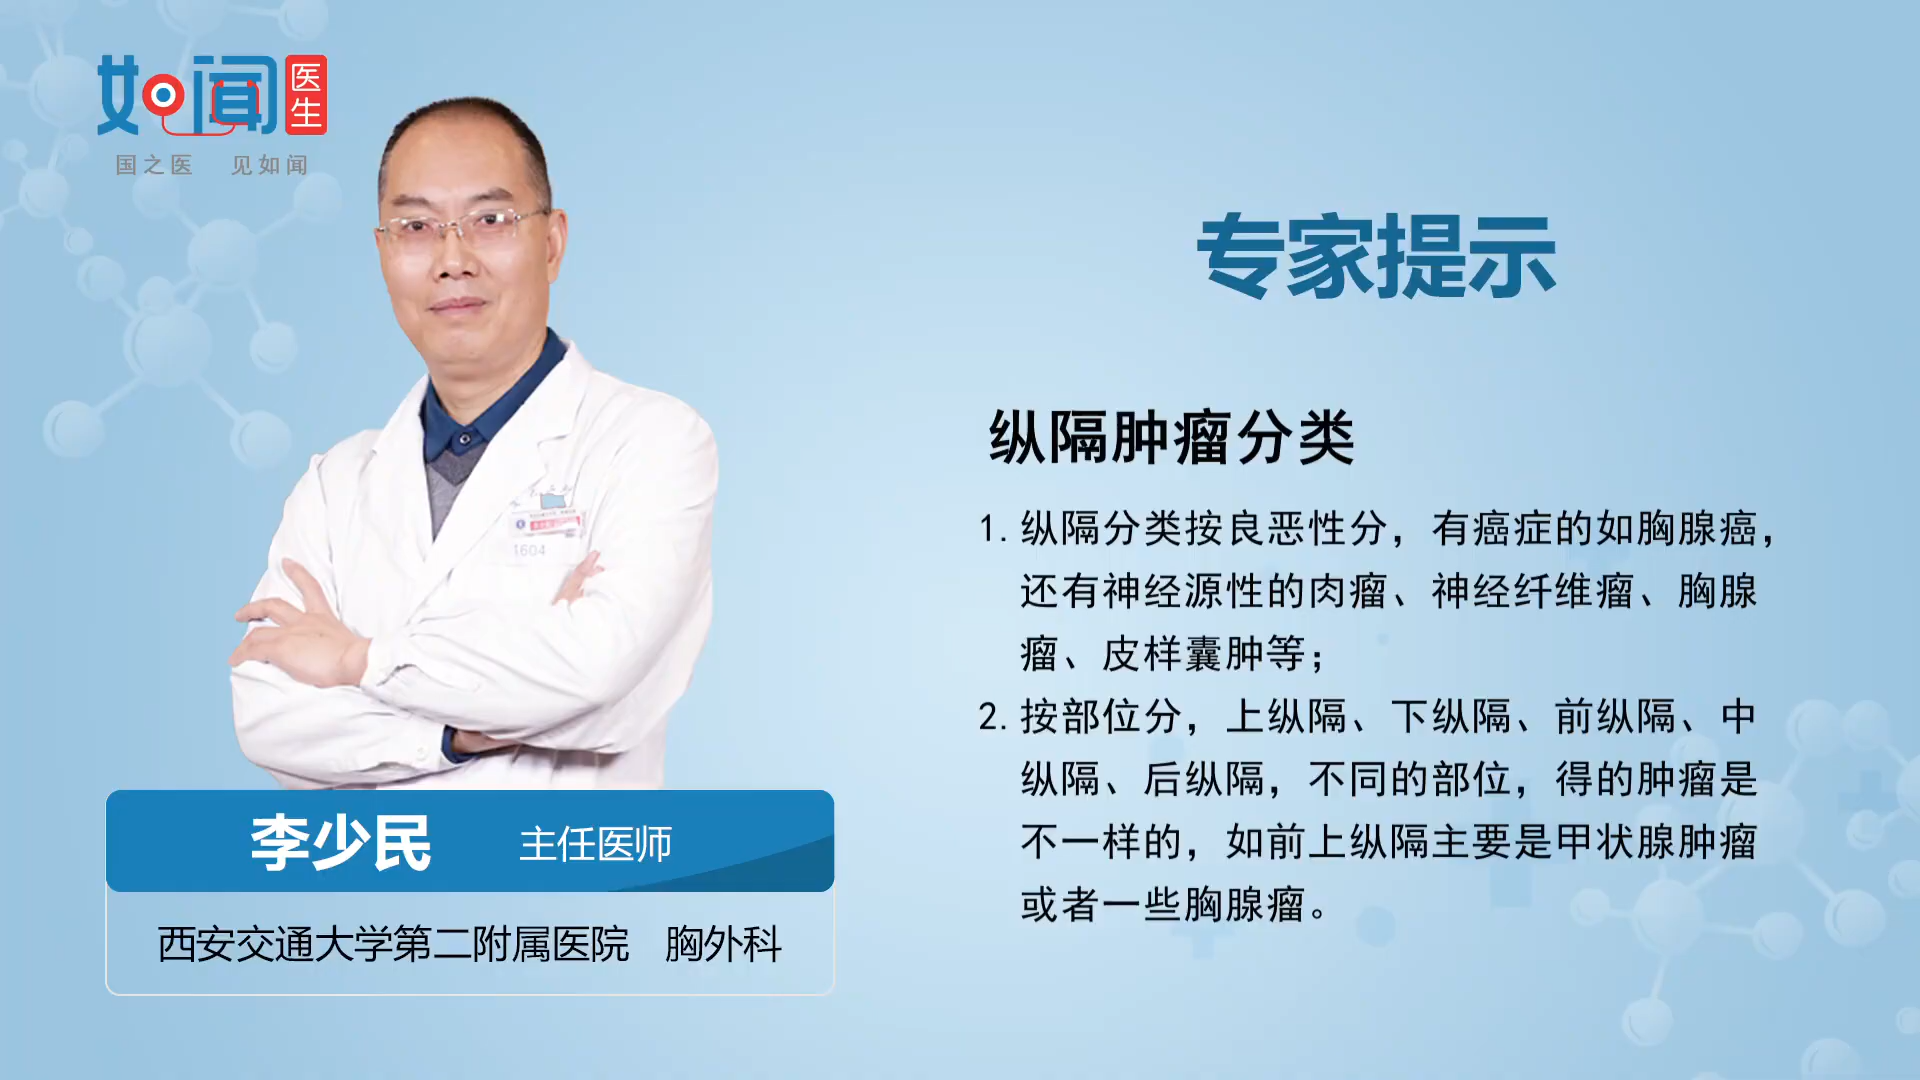 如闻医生
国之医 见如闻
专家提示
纵隔肿瘤分类
1. 纵隔分类按良恶性分，有癌症的如胸腺癌，
还有神经源性的肉瘤、神经纤维瘤、胸腺
瘤、皮样囊肿等；
2. 按部位分，上纵隔、下纵隔、前纵隔、中
纵隔、后纵隔，不同的部位，得的肿瘤是
不一样的，如前上纵隔主要是甲状腺肿瘤
或者一些胸腺瘤。
1604
李少民 主任医师
西安交通大学第二附属医院 胸外科